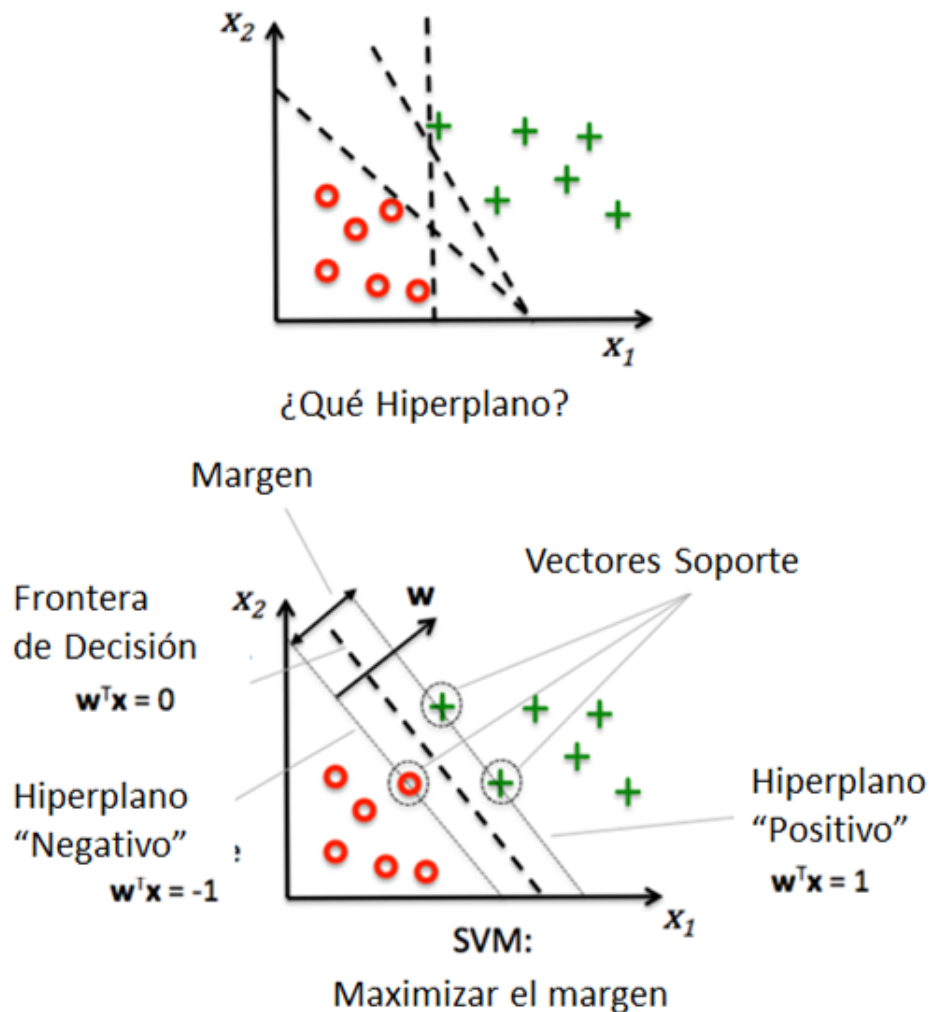 x₂
x₁
¿Qué Hiperplano?
Margen
Vectores Soporte
Frontera
de Decisión
wᵀx = 0
x₂
w
Hiperplano
“Negativo”
e
wᵀx = -1
Hiperplano
“Positivo”
wᵀx = 1
x₁
SVM:
Maximizar el margen